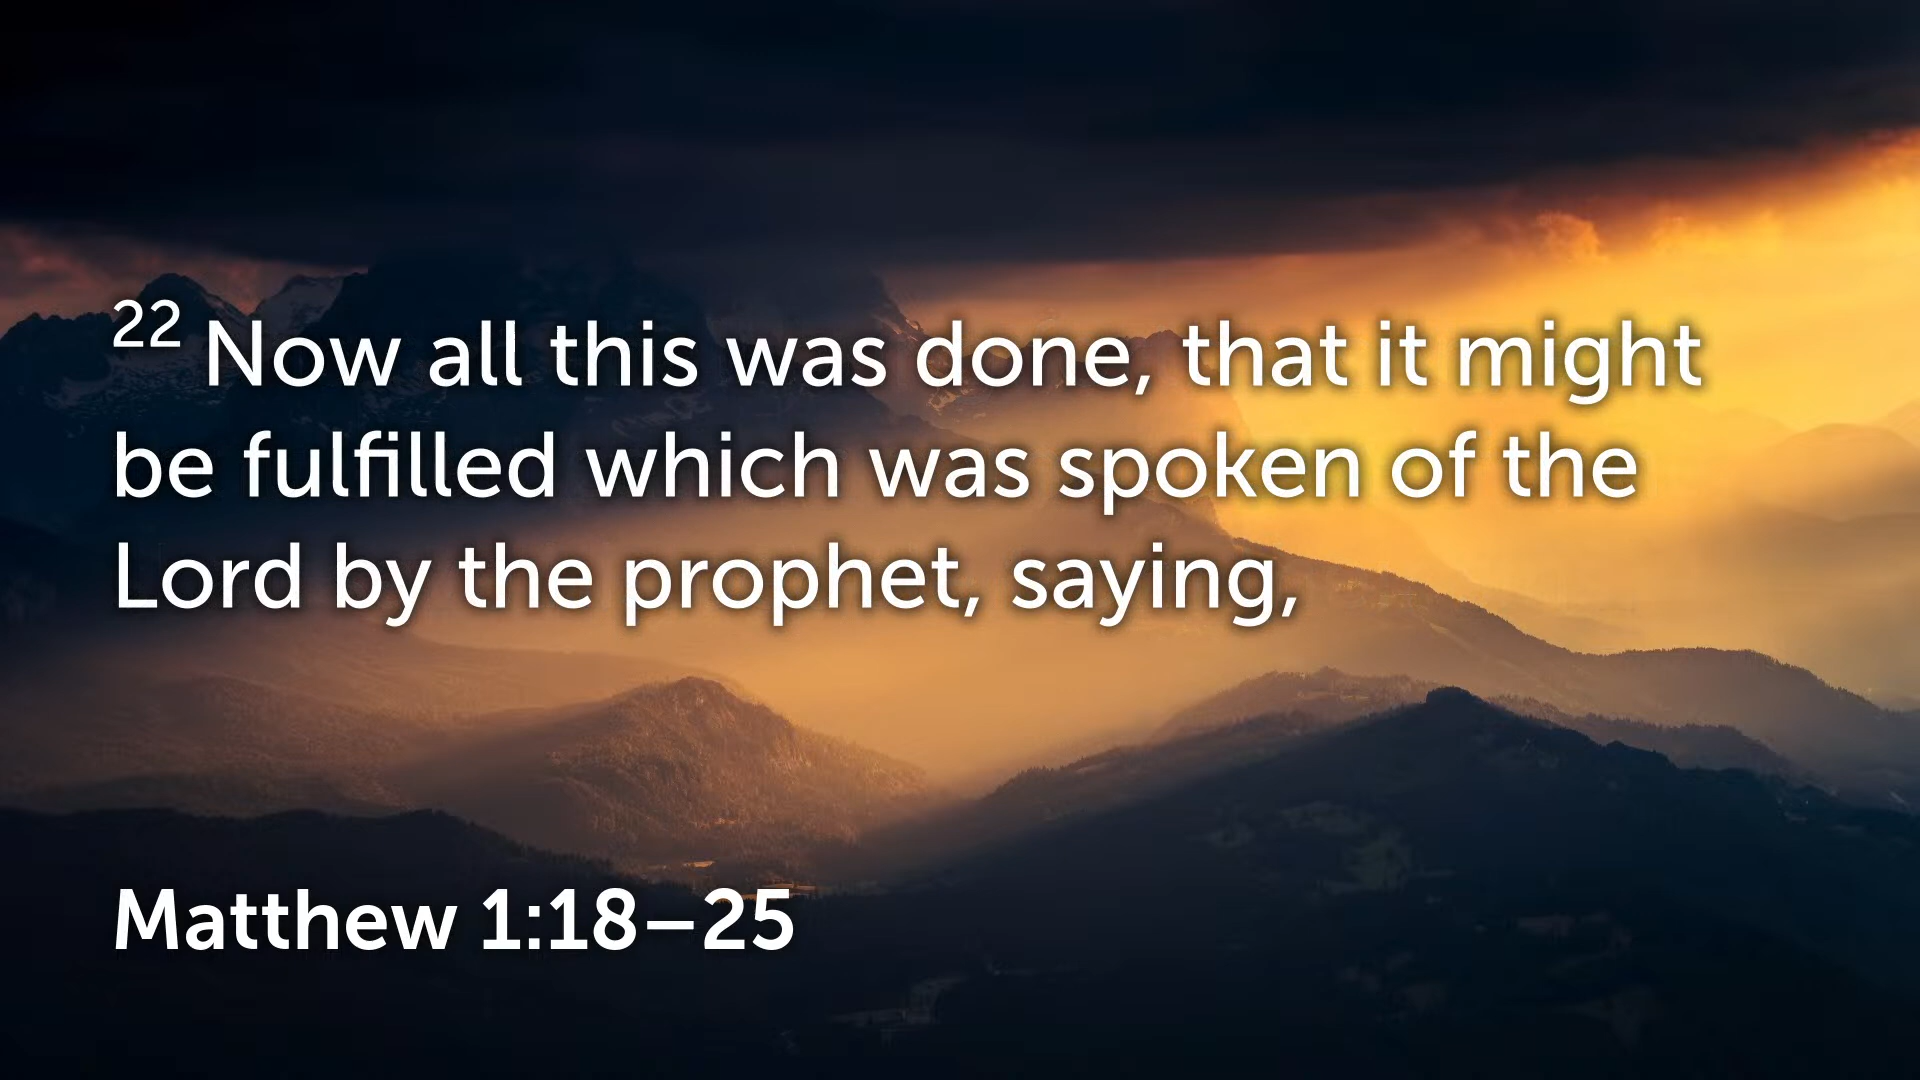 22 Now all this was done, that it might
be fulfilled which was spoken of the
Lord by the prophet, saying,
Matthew 1:18–25